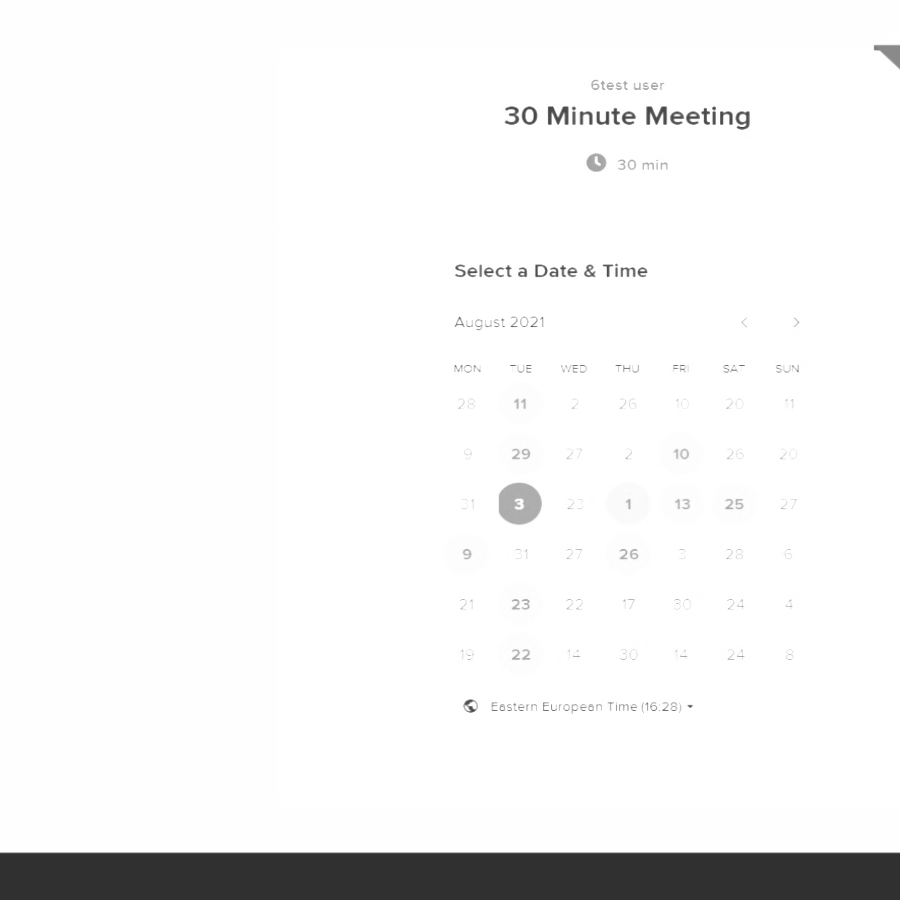 6test user
30 Minute Meeting
30 min
Select a Date & Time
August 2021
MON TUE WED THU FRI SAT SUN
28 11 2 26 10 20 11
9 29 27 2 10 26 20
31 3 23 1 13 25 27
9 31 27 26 3 28 6
21 23 22 17 30 24 4
19 22 14 30 14 24 8
Eastern European Time (16:28)